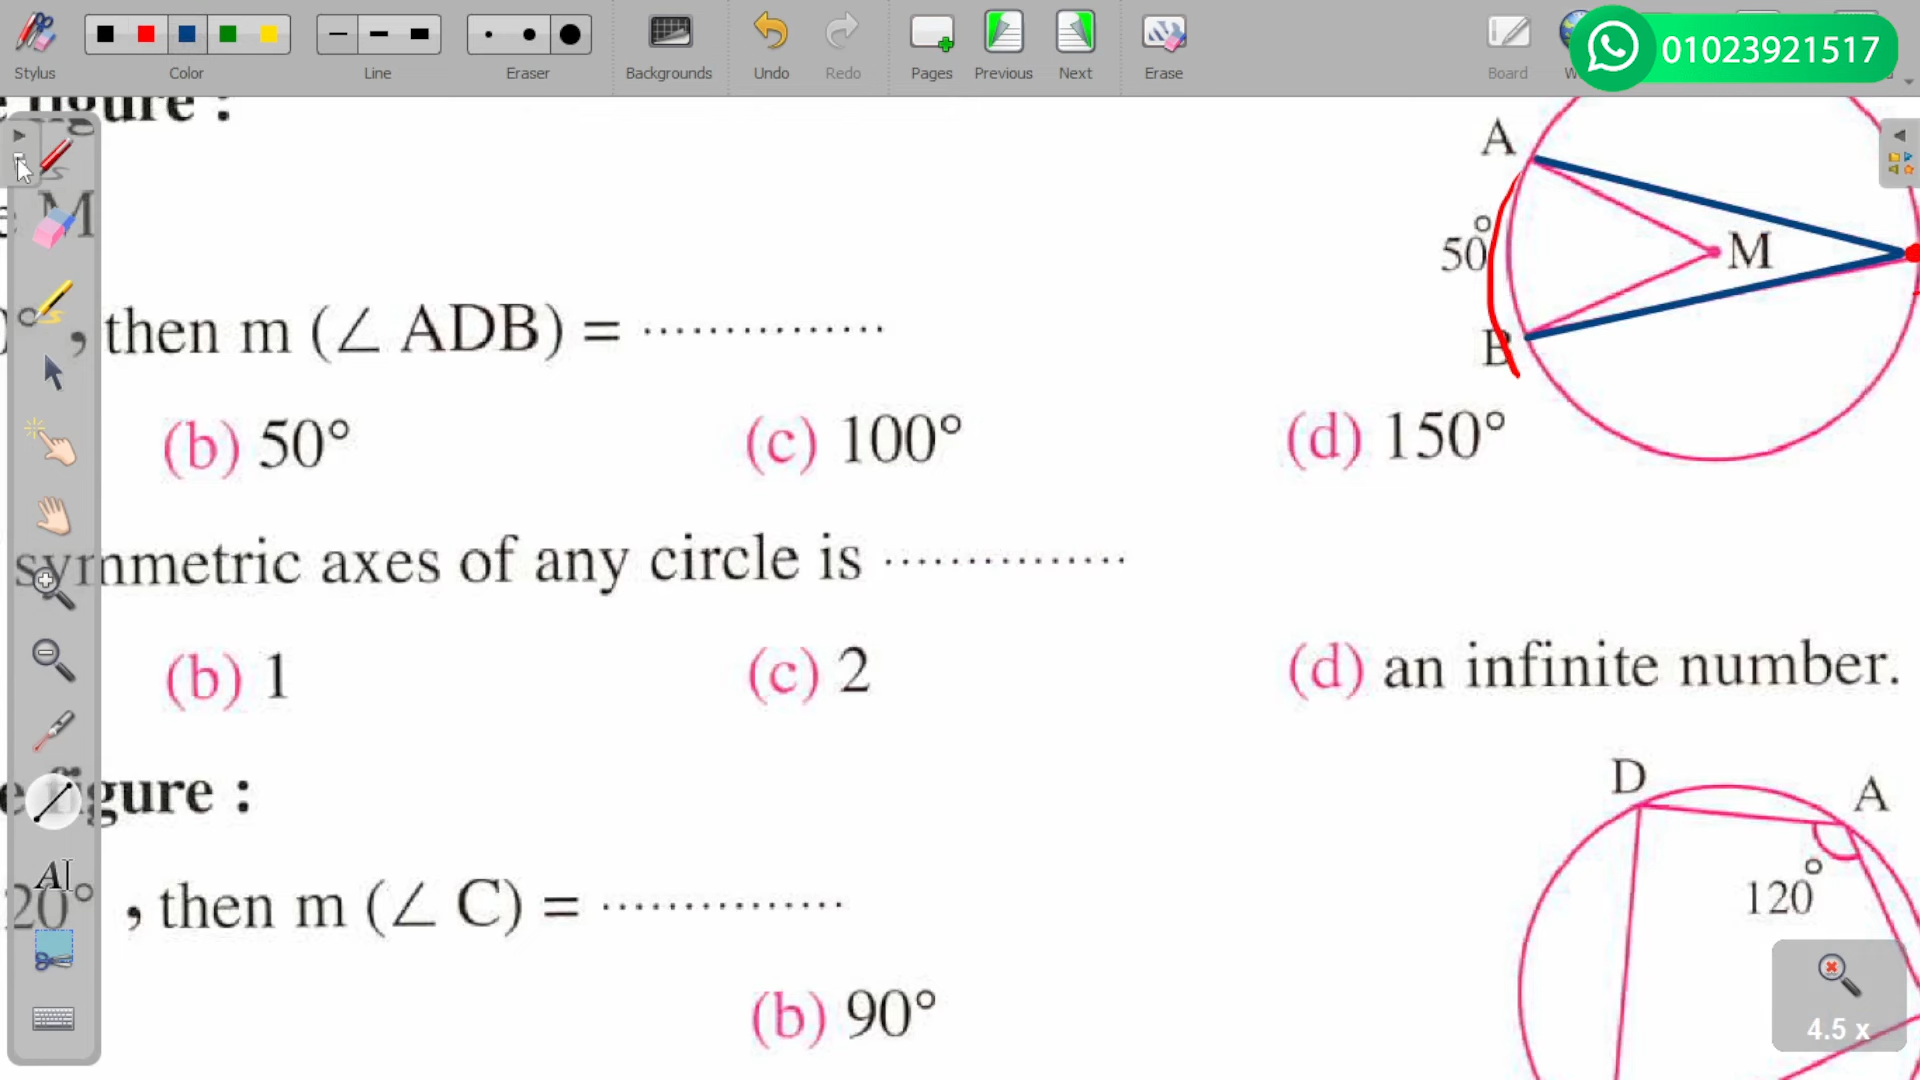 Stylus
Color
Line
Eraser
Backgrounds
Undo
Redo
Pages
Previous
Next
Erase
Board
01023921517
figure :
M
, then m (∠ ADB) = ...............
(b) 50°
(c) 100°
(d) 150°
A
50°
M
B
symmetric axes of any circle is ...............
(b) 1
(c) 2
(d) an infinite number.
figure :
20° , then m (∠ C) = ...............
(b) 90°
D
A
120°
4.5 x